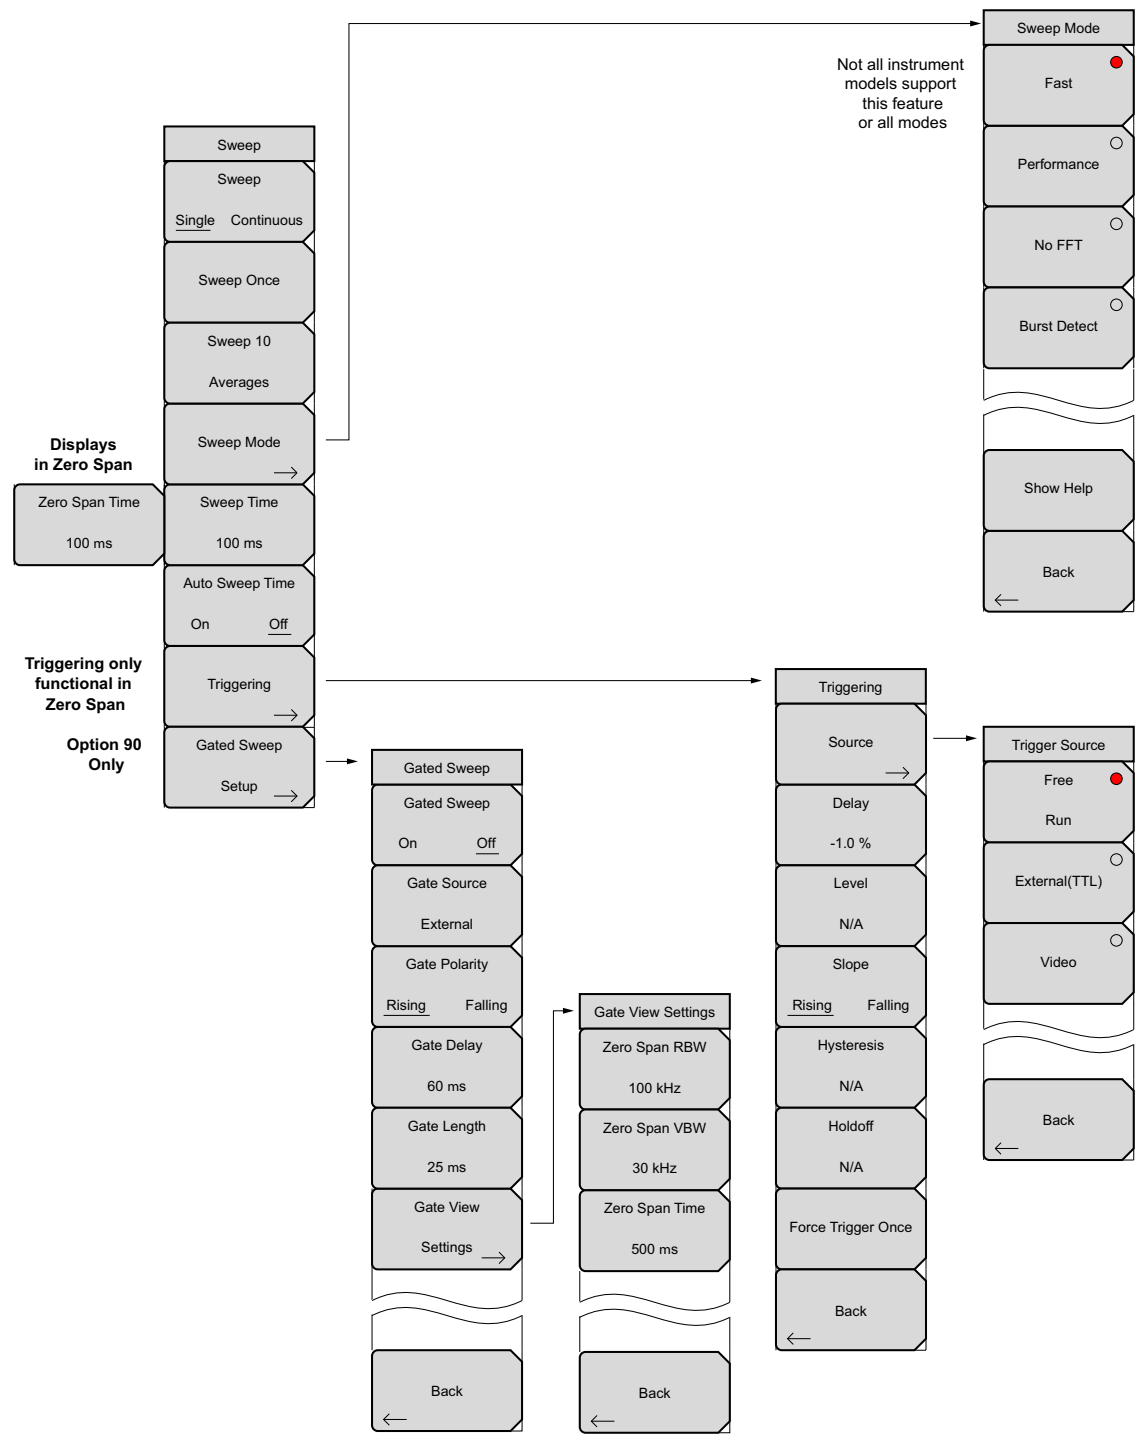 Sweep Mode
Fast
Performance
No FFT
Burst Detect
Show Help
Back
Not all instrument
models support
this feature
or all modes
Sweep
Sweep
Single Continuous
Sweep Once
Sweep 10
Averages
Sweep Mode
Displays
in Zero Span
Zero Span Time
100 ms
Sweep Time
100 ms
Auto Sweep Time
On Off
Triggering only
functional in
Zero Span
Triggering
Option 90
Only
Gated Sweep
Setup
Gated Sweep
Gated Sweep
On Off
Gate Source
External
Gate Polarity
Rising Falling
Gate Delay
60 ms
Gate Length
25 ms
Gate View
Settings
Back
Gate View Settings
Zero Span RBW
100 kHz
Zero Span VBW
30 kHz
Zero Span Time
500 ms
Back
Triggering
Source
Delay
-1.0 %
Level
N/A
Slope
Rising Falling
Hysteresis
N/A
Holdoff
N/A
Force Trigger Once
Back
Trigger Source
Free
Run
External(TTL)
Video
Back